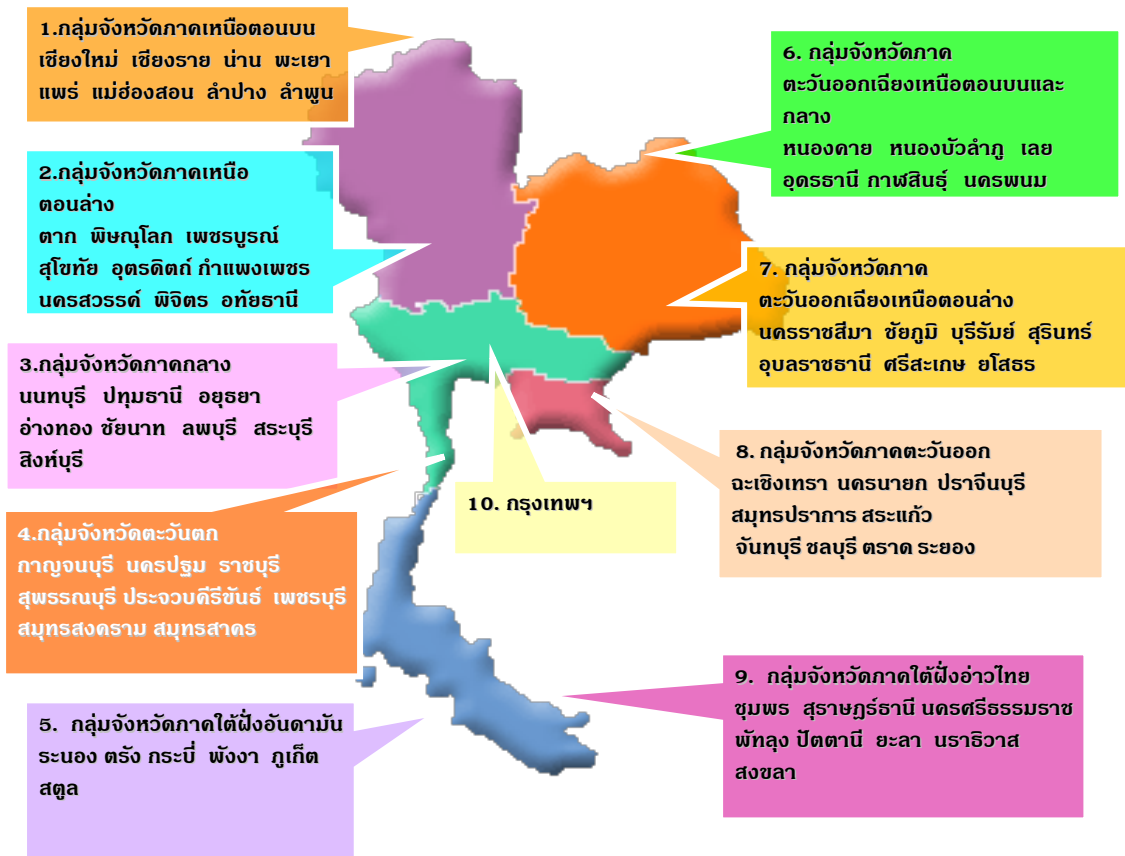 1.กลุ่มจังหวัดภาคเหนือตอนบน
เชียงใหม่ เชียงราย น่าน พะเยา
แพร่ แม่ฮ่องสอน ลำปาง ลำพูน
2.กลุ่มจังหวัดภาคเหนือ
ตอนล่าง
ตาก พิษณุโลก เพชรบูรณ์
สุโขทัย อุตรดิตถ์ กำแพงเพชร
นครสวรรค์ พิจิตร อทัยธานี
3.กลุ่มจังหวัดภาคกลาง
นนทบุรี ปทุมธานี อยุธยา
อ่างทอง ชัยนาท ลพบุรี สระบุรี
สิงห์บุรี
4.กลุ่มจังหวัดตะวันตก
กาญจนบุรี นครปฐม ราชบุรี
สุพรรณบุรี ประจวบคีรีขันธ์ เพชรบุรี
สมุทรสงคราม สมุทรสาคร
5. กลุ่มจังหวัดภาคใต้ฝั่งอันดามัน
ระนอง ตรัง กระบี่ พังงา ภูเก็ต
สตูล
6. กลุ่มจังหวัดภาค
ตะวันออกเฉียงเหนือตอนบนและ
กลาง
หนองคาย หนองบัวลำภู เลย
อุดรธานี กาฬสินธุ์ นครพนม
7. กลุ่มจังหวัดภาค
ตะวันออกเฉียงเหนือตอนล่าง
นครราชสีมา ชัยภูมิ บุรีรัมย์ สุรินทร์
อุบลราชธานี ศรีสะเกษ ยโสธร
8. กลุ่มจังหวัดภาคตะวันออก
ฉะเชิงเทรา นครนายก ปราจีนบุรี
สมุทรปราการ สระแก้ว
จันทบุรี ชลบุรี ตราด ระยอง
9. กลุ่มจังหวัดภาคใต้ฝั่งอ่าวไทย
ชุมพร สุราษฎร์ธานี นครศรีธรรมราช
พัทลุง ปัตตานี ยะลา นราธิวาส
สงขลา
10. กรุงเทพฯ